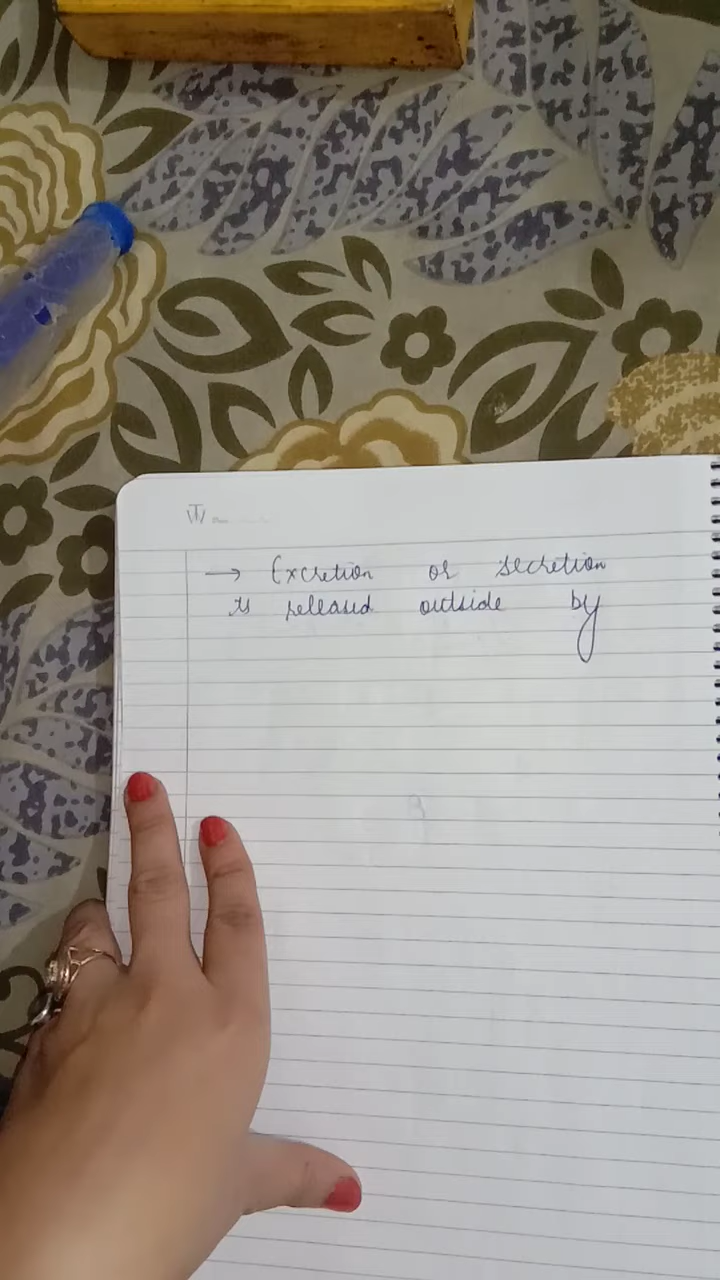 → Excretion or secretion
is released outside by